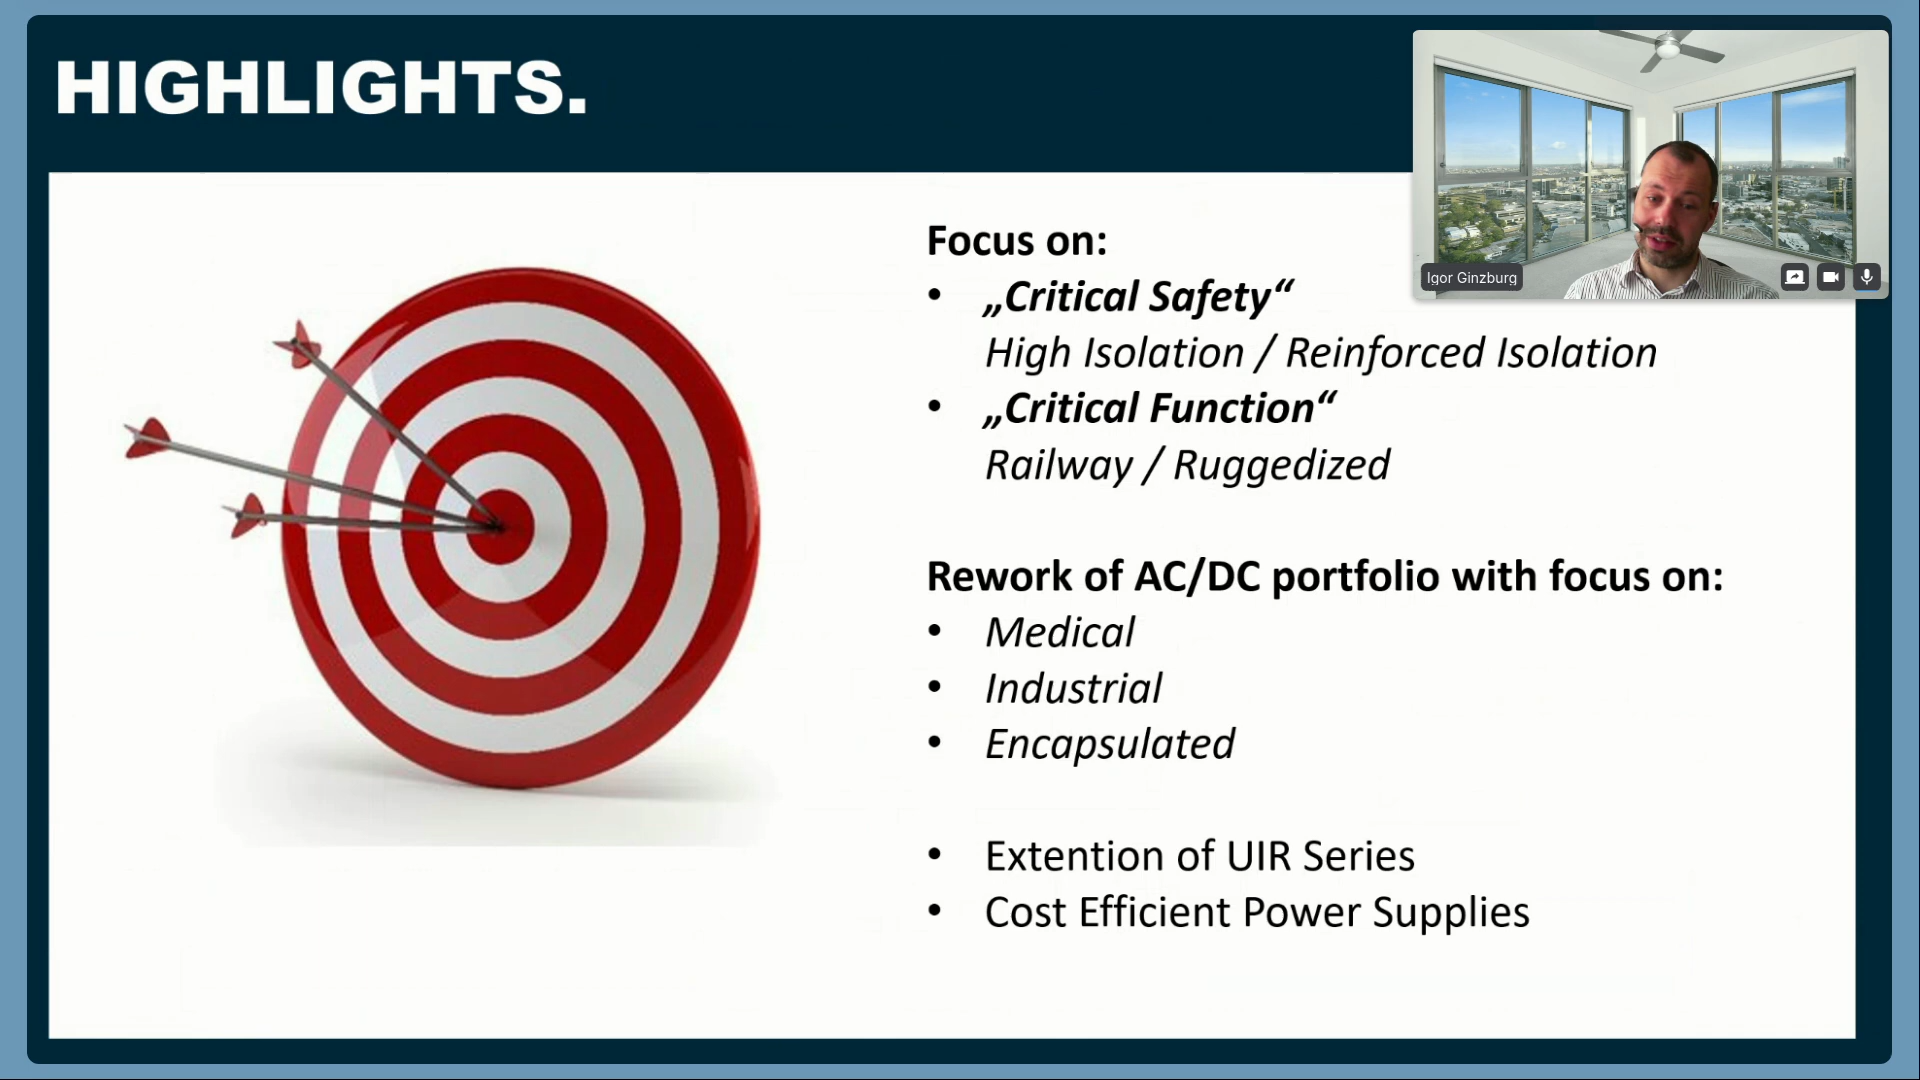 HIGHLIGHTS.
Igor Ginzburg
Focus on:
• „Critical Safety“
High Isolation / Reinforced Isolation
• „Critical Function“
Railway / Ruggedized
Rework of AC/DC portfolio with focus on:
• Medical
• Industrial
• Encapsulated
• Extention of UIR Series
• Cost Efficient Power Supplies